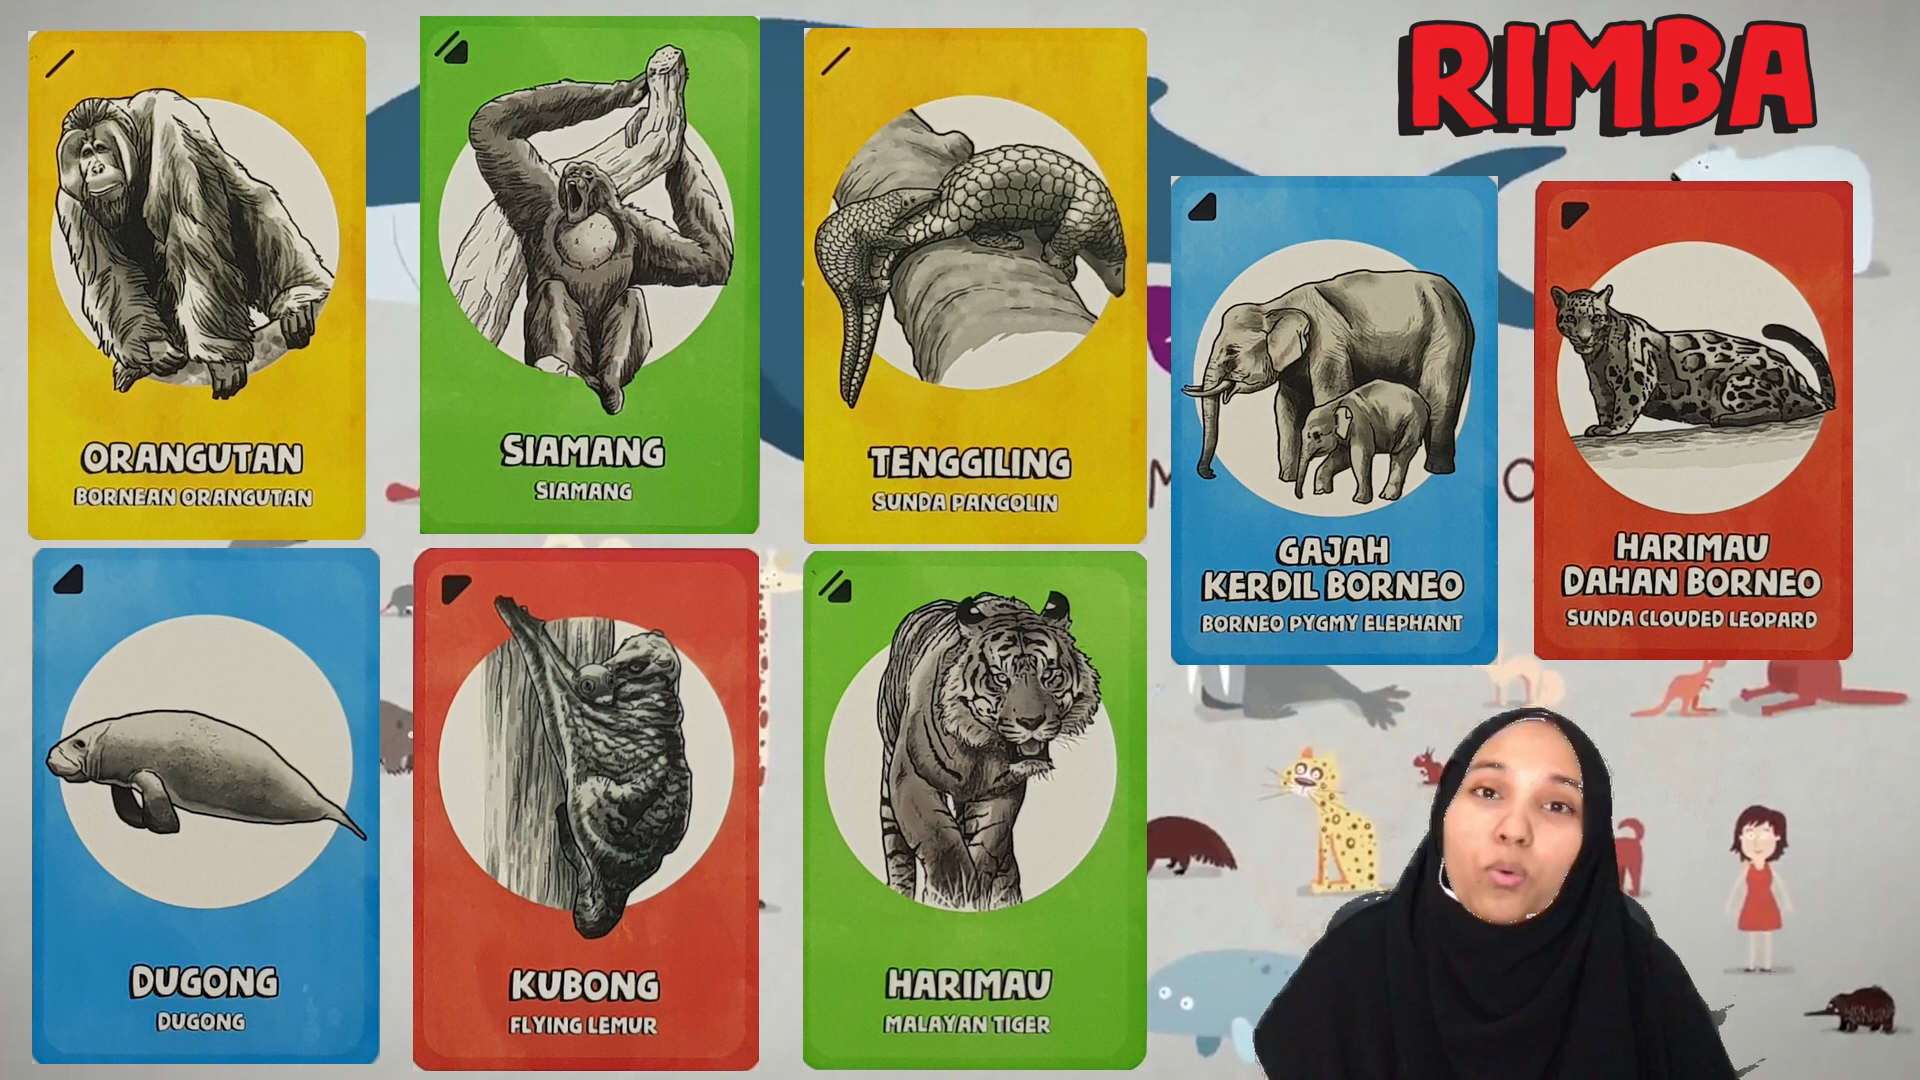 RIMBA
ORANGUTAN
BORNEAN ORANGUTAN
SIAMANG
SIAMANG
TENGGILING
SUNDA PANGOLIN
GAJAH
KERDIL BORNEO
BORNEO PYGMY ELEPHANT
HARIMAU
DAHAN BORNEO
SUNDA CLOUDED LEOPARD
DUGONG
DUGONG
KUBONG
FLYING LEMUR
HARIMAU
MALAYAN TIGER